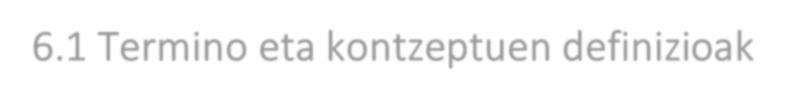 6.1 Termino eta kontzeptuen definizioak